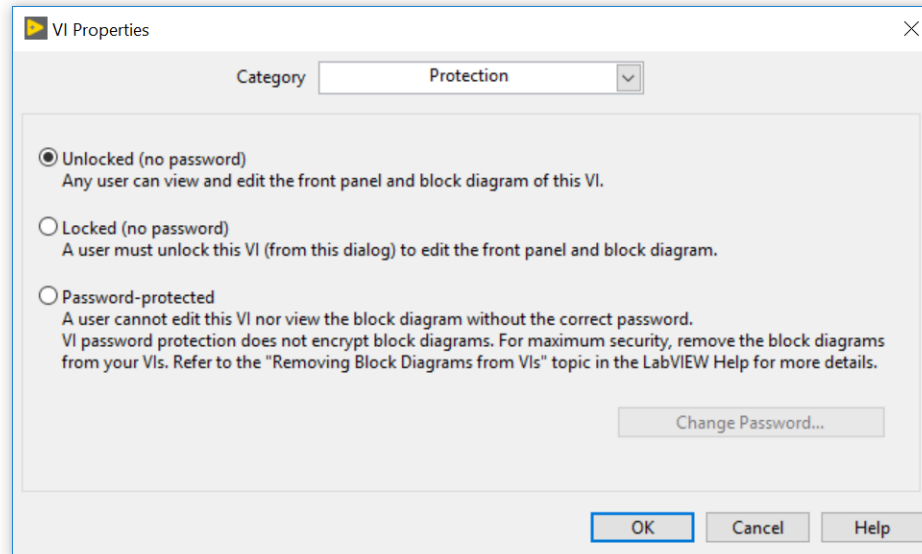 VI Properties
Category Protection
Unlocked (no password)
Any user can view and edit the front panel and block diagram of this VI.
Locked (no password)
A user must unlock this VI (from this dialog) to edit the front panel and block diagram.
Password-protected
A user cannot edit this VI nor view the block diagram without the correct password.
VI password protection does not encrypt block diagrams. For maximum security, remove the block diagrams
from your VIs. Refer to the "Removing Block Diagrams from VIs" topic in the LabVIEW Help for more details.
Change Password...
OK Cancel Help